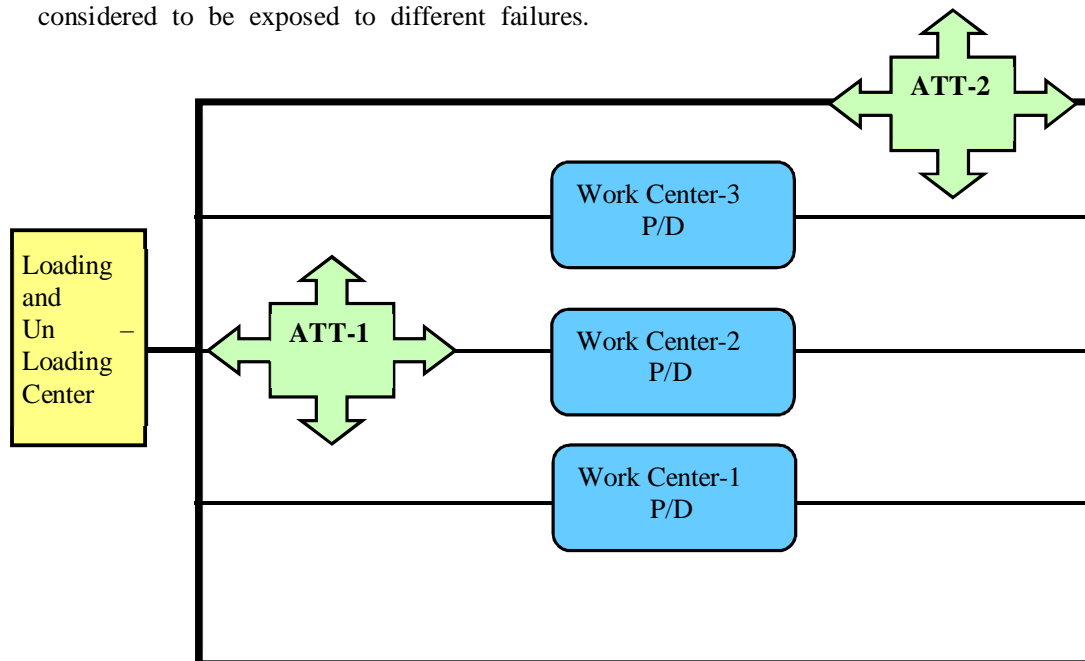 considered to be exposed to different failures.
ATT-2
Work Center-3
P/D
Loading
and
Un –
Loading
Center
ATT-1
Work Center-2
P/D
Work Center-1
P/D